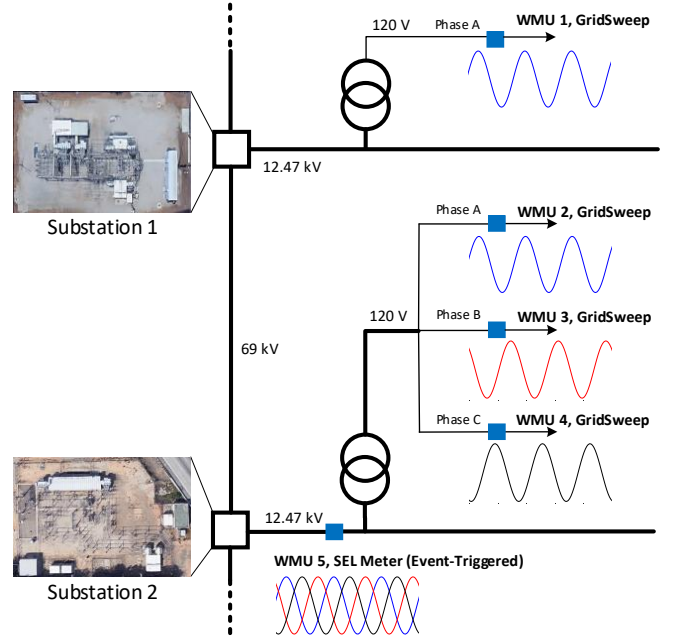 120 V
Phase A
WMU 1, GridSweep
12.47 kV
Substation 1
Phase A
WMU 2, GridSweep
120 V
Phase B
WMU 3, GridSweep
69 kV
Phase C
WMU 4, GridSweep
12.47 kV
WMU 5, SEL Meter (Event-Triggered)
Substation 2